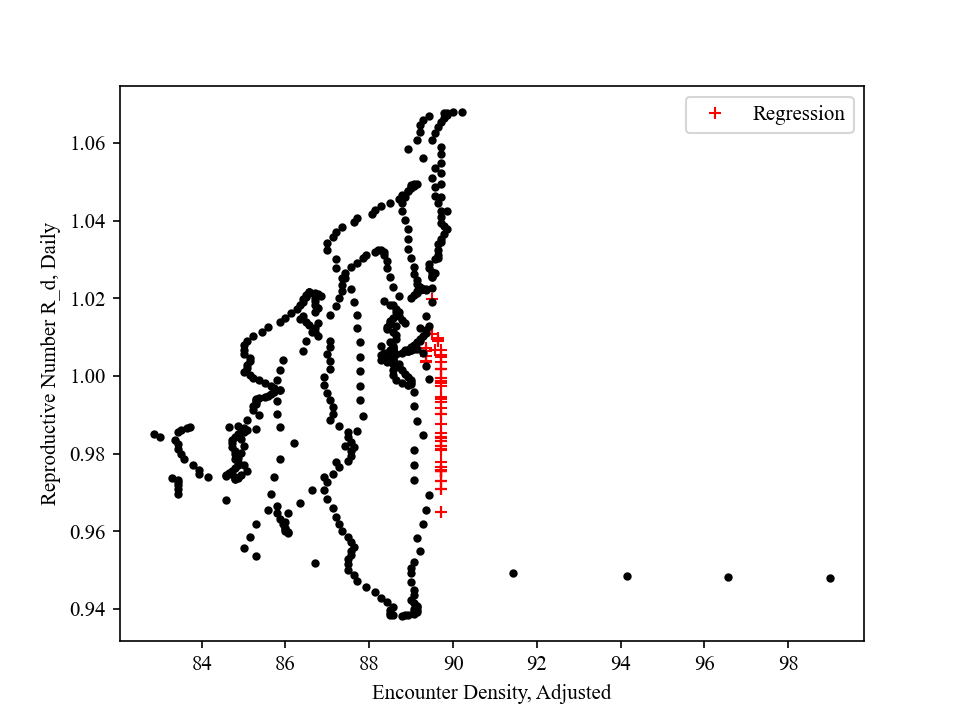 Regression
1.06
1.04
1.02
1.00
0.98
0.96
0.94
Reproductive Number R_d, Daily
84 86 88 90 92 94 96 98
Encounter Density, Adjusted